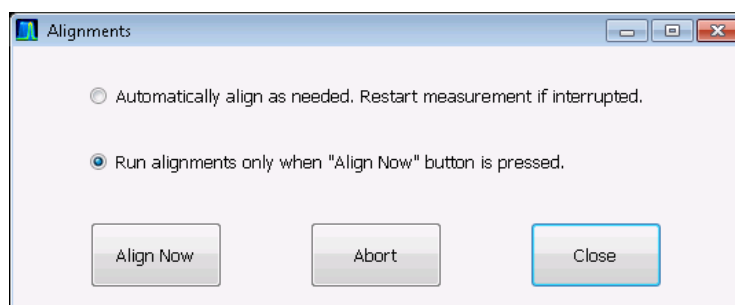 Alignments
Automatically align as needed. Restart measurement if interrupted.
Run alignments only when "Align Now" button is pressed.
Align Now Abort Close